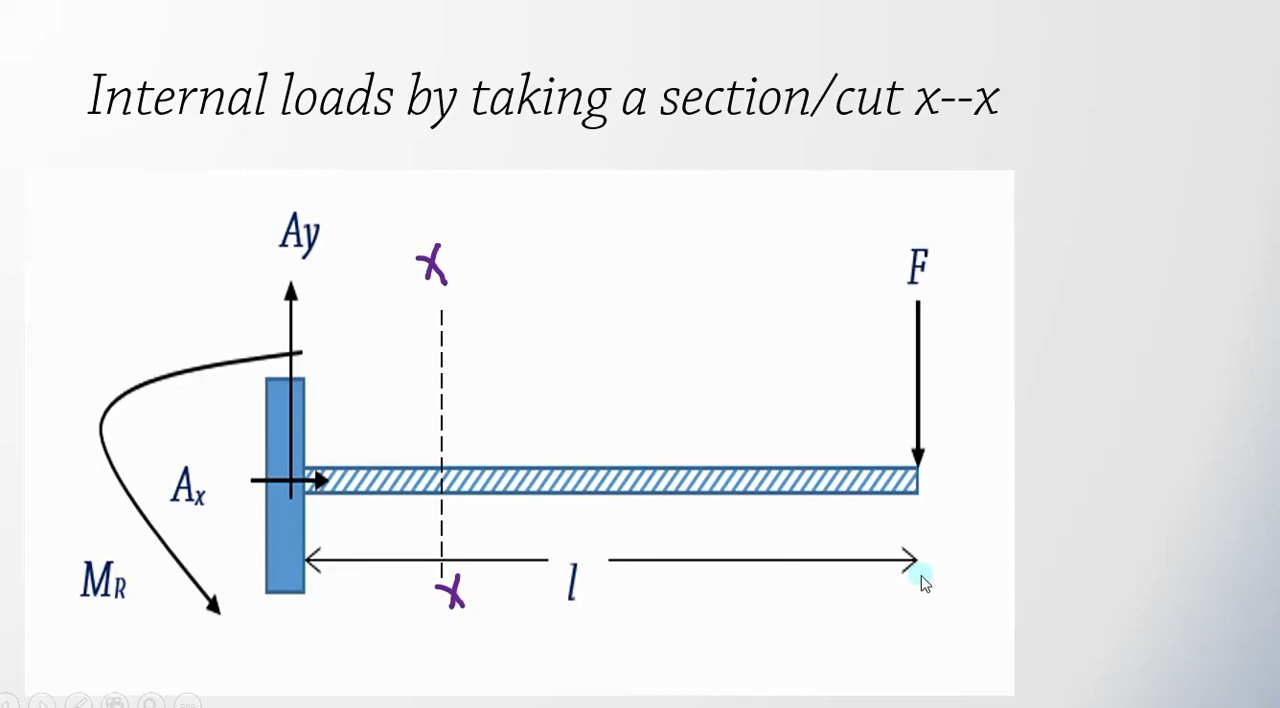 Internal loads by taking a section/cut x--x
Ay
x
F
Ax
MR
x
l